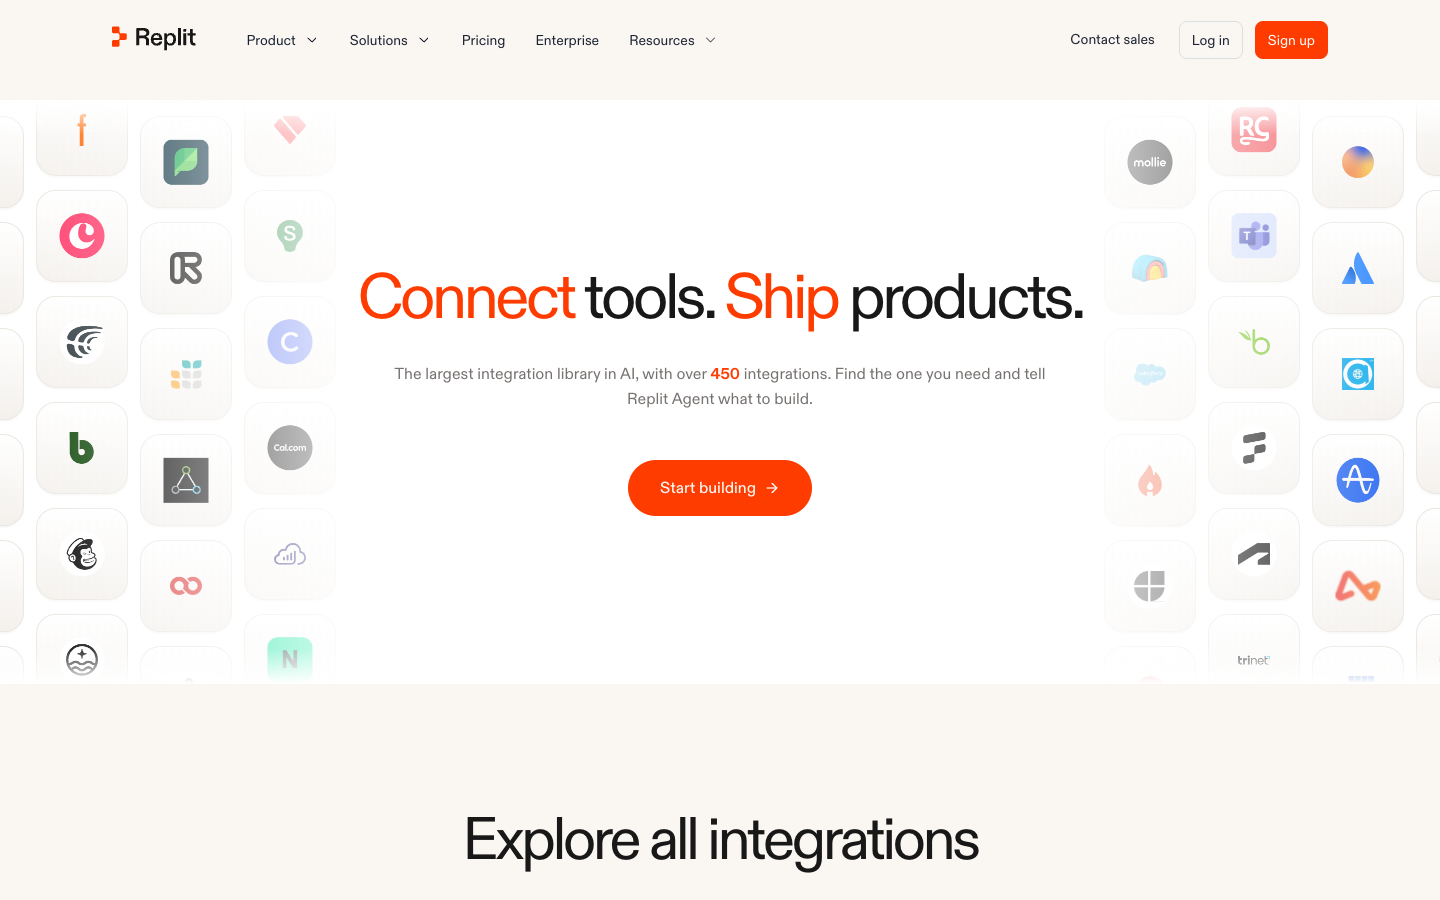 Replit
Product
Solutions
Pricing
Enterprise
Resources
Contact sales
Log in
Sign up
mollie
RC
T
S
C
Cal.com
N
trinet
Connect tools. Ship products.
The largest integration library in AI, with over 450 integrations. Find the one you need and tell
Replit Agent what to build.
Start building
Explore all integrations